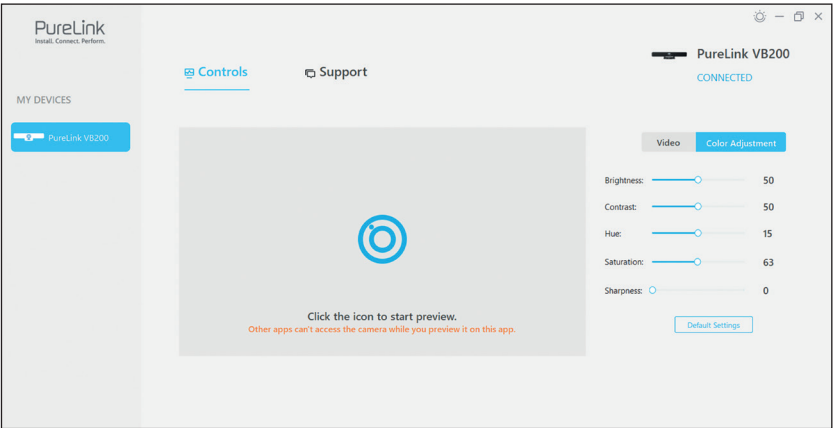 PureLink
Install. Connect. Perform.
MY DEVICES
PureLink VB200
Controls
Support
PureLink VB200
CONNECTED
Click the icon to start preview.
Other apps can't access the camera while you preview it on this app.
Video
Color Adjustment
Brightness: 50
Contrast: 50
Hue: 15
Saturation: 63
Sharpness: 0
Default Settings